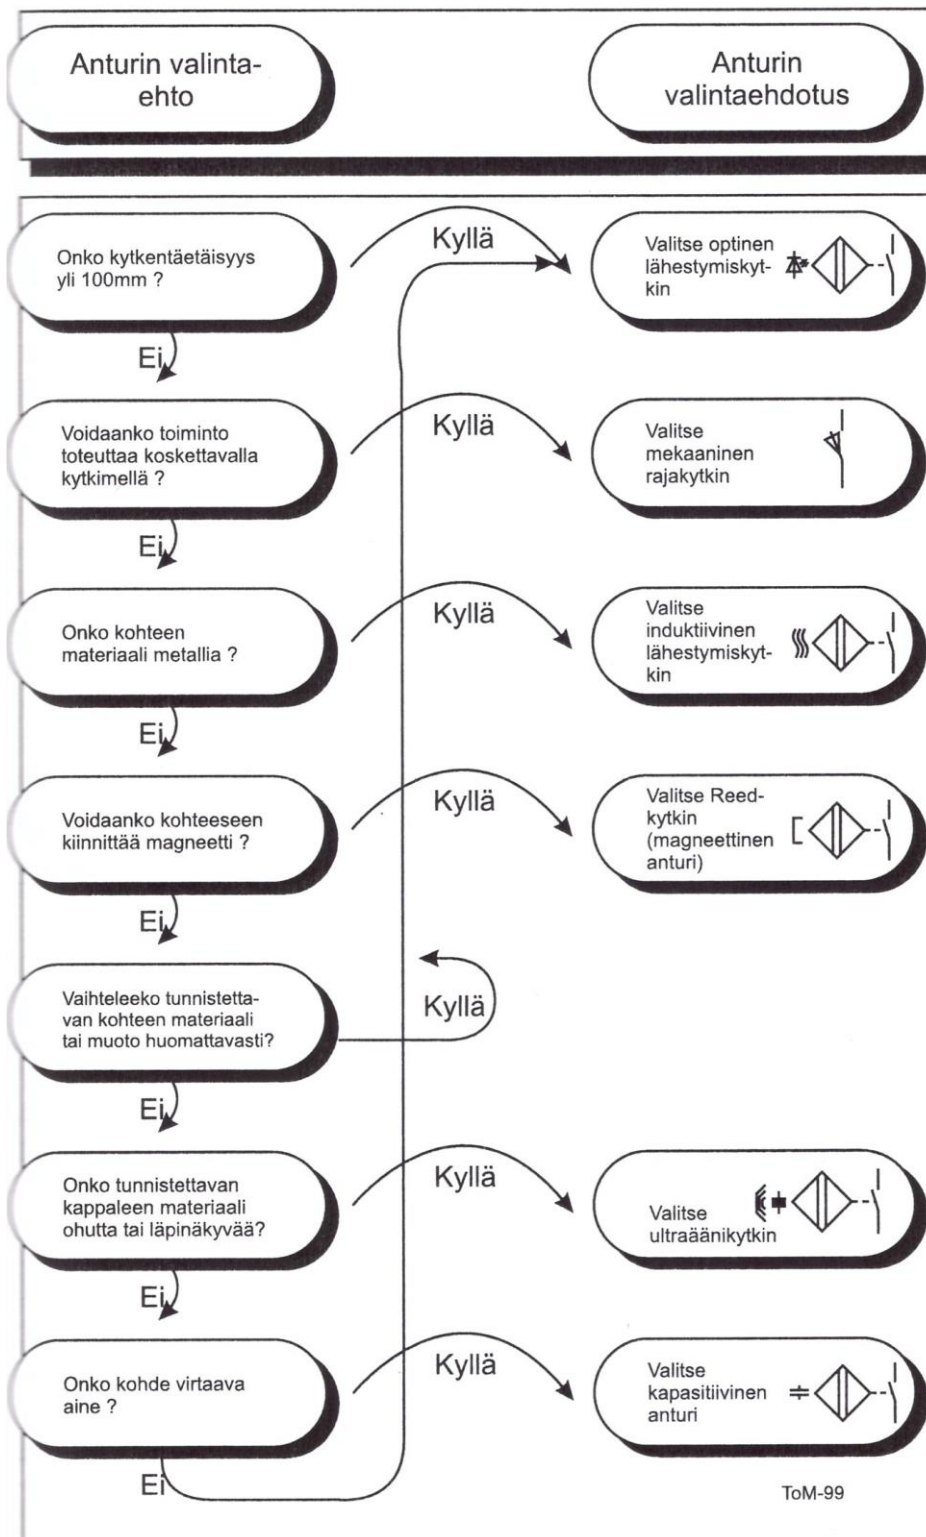 Anturin valinta-
ehto
Anturin
valintaehdotus
Onko kytkentäetäisyys
yli 100mm ?
Kyllä
Valitse optinen
lähestymiskyt-
kin
Ei
Voidaanko toiminto
toteuttaa koskettavalla
kytkimellä ?
Kyllä
Valitse
mekaaninen
rajakytkin
Ei
Onko kohteen
materiaali metallia ?
Kyllä
Valitse
induktiivinen
lähestymiskyt-
kin
Ei
Voidaanko kohteeseen
kiinnittää magneetti ?
Kyllä
Valitse Reed-
kytkin
(magneettinen
anturi)
Ei
Vaihteleeko tunnistetta-
van kohteen materiaali
tai muoto huomattavasti?
Kyllä
Ei
Onko tunnistettavan
kappaleen materiaali
ohutta tai läpinäkyvää?
Kyllä
Valitse
ultraäänikytkin
Ei
Onko kohde virtaava
aine ?
Kyllä
Valitse
kapasitiivinen
anturi
Ei
ToM-99